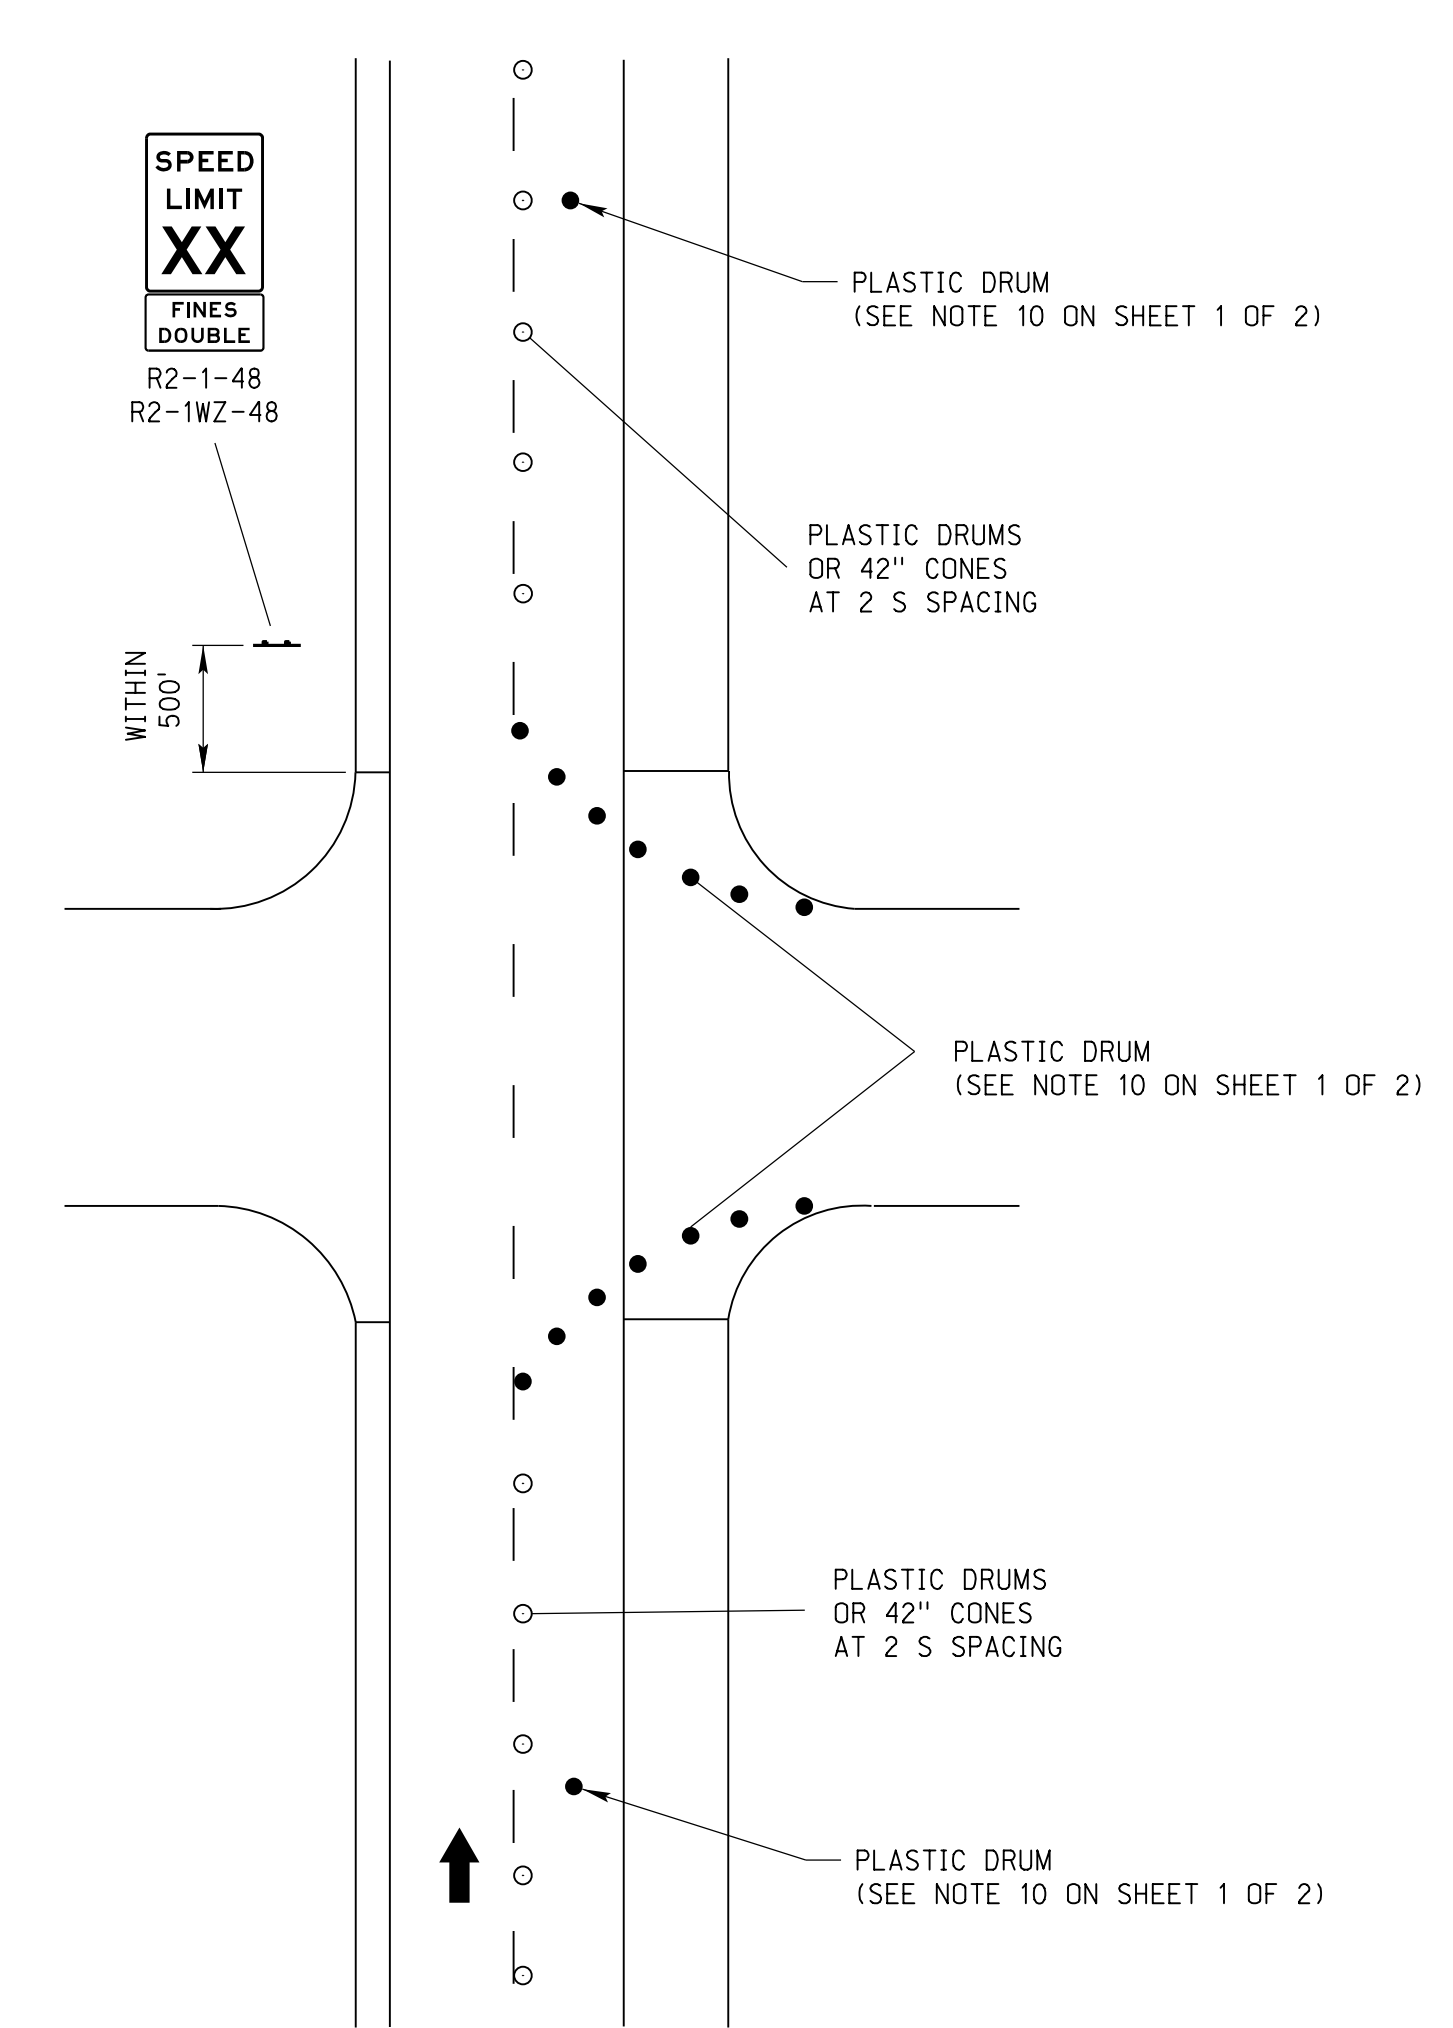 SPEED
LIMIT
XX
FINES
DOUBLE
R2-1-48
R2-1WZ-48
PLASTIC DRUM
(SEE NOTE 10 ON SHEET 1 OF 2)
PLASTIC DRUMS
OR 42" CONES
AT 2 S SPACING
WITHIN
500'
PLASTIC DRUM
(SEE NOTE 10 ON SHEET 1 OF 2)
PLASTIC DRUMS
OR 42" CONES
AT 2 S SPACING
PLASTIC DRUM
(SEE NOTE 10 ON SHEET 1 OF 2)